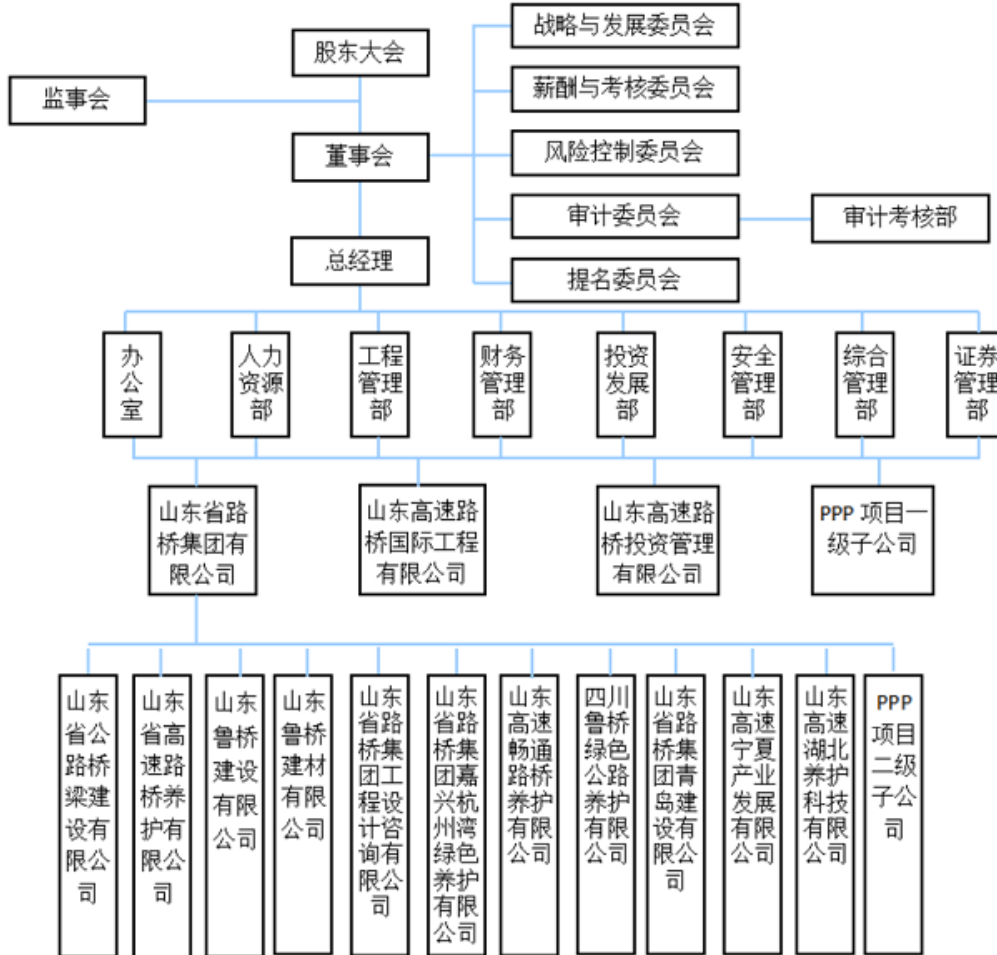 战略与发展委员会
股东大会
薪酬与考核委员会
监事会
董事会
风险控制委员会
审计委员会
审计考核部
总经理
提名委员会
办
公
室
人力
资源
部
工程
管理
部
财务
管理
部
投资
发展
部
安全
管理
部
综合
管理
部
证券
管理
部
山东省路
桥集团有
限公司
山东高速路
桥国际工程
有限公司
山东高速路
桥投资管理
有限公司
PPP 项目一
级子公司
山东
省公
路桥
梁建
设有
限公
司
山东
省高
速路
桥养
护有
限公
司
山东
鲁桥
建设
有限
公司
山东
鲁桥
建材
有限
公司
山东
省路
桥集
团工
程设
计咨
询有
限公
司
山东
省路
桥集
团嘉
兴杭
州湾
绿色
养护
有限
公司
山东
高速
畅通
路桥
养护
有限
公司
四川
鲁桥
绿色
公路
养护
有限
公司
山东
省路
桥集
团青
岛建
设有
限公
司
山东
高速
宁夏
产业
发展
有限
公司
山东
高速
湖北
养护
科技
有限
公司
PPP
项目
二级
子公
司